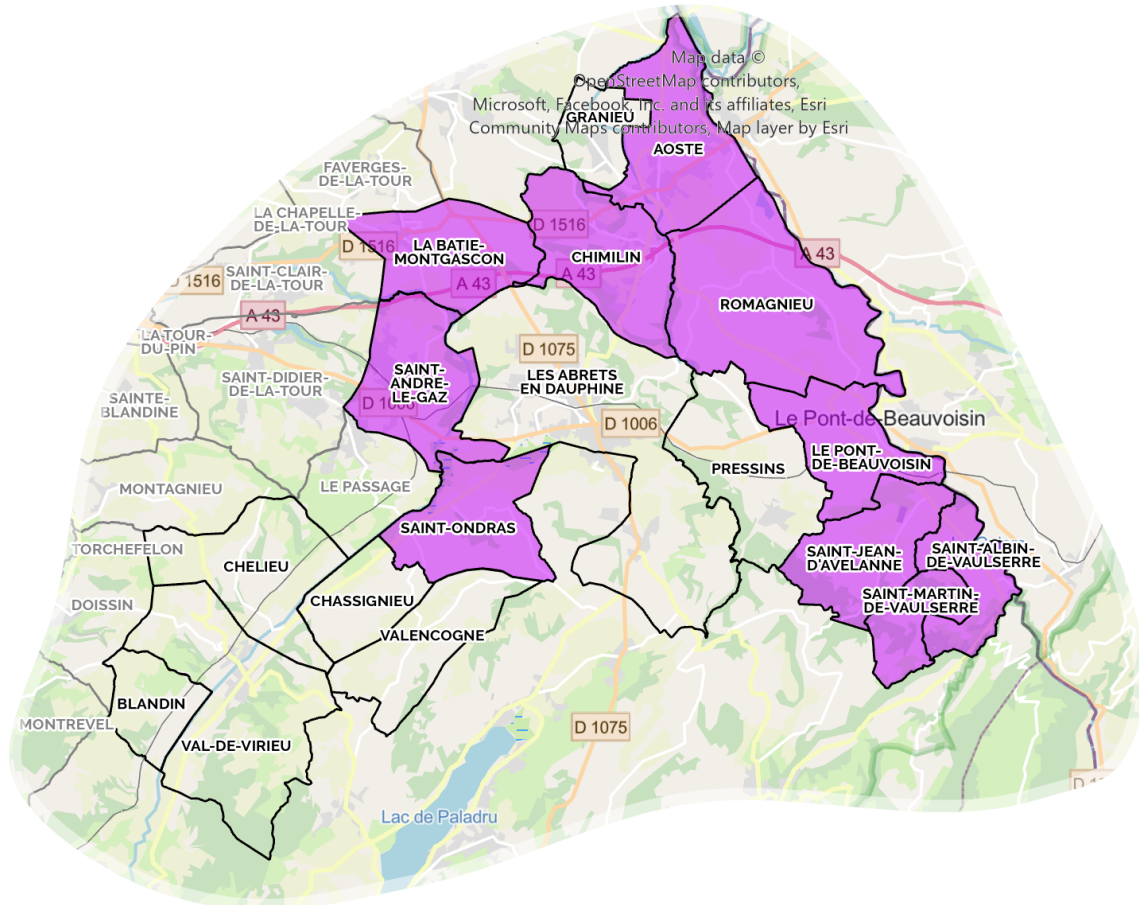 Map data ©
OpenStreetMap contributors,
Microsoft, Facebook, Inc. and its affiliates, Esri
Community Maps contributors, Map layer by Esri
GRANIEU
AOSTE
FAVERGES-
DE-LA-TOUR
LA CHAPELLE-
DE-LA-TOUR
D 1516
D 1516
LA BATIE-
MONTGASCON
CHIMILIN
A 43
SAINT-CLAIR-
DE-LA-TOUR
1516
A 43
A 43
ROMAGNIEU
A 43
LA TOUR-
DU-PIN
D 1075
SAINT-DIDIER-
DE-LA-TOUR
SAINT-
ANDRE-
LE-GAZ
LES ABRETS
EN DAUPHINE
SAINTE-
BLANDINE
D 1006
Le Pont-de-Beauvoisin
LE PONT-
DE-BEAUVOISIN
PRESSINS
MONTAGNIEU
LE PASSAGE
SAINT-ONDRAS
TORCHEFELON
CHELIEU
SAINT-JEAN-
D'AVELANNE
SAINT-ALBIN-
DE-VAULSERRE
SAINT-MARTIN-
DE-VAULSERRE
DOISSIN
CHASSIGNIEU
VALENCOGNE
BLANDIN
MONTREVEL
VAL-DE-VIRIEU
D 1075
Lac de Paladru